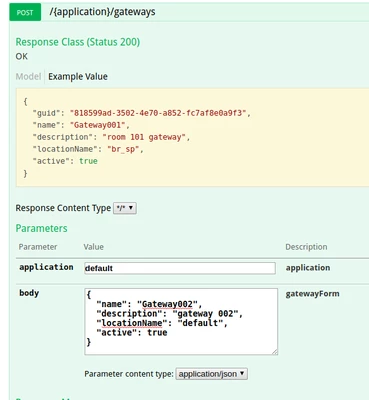 POST /{application}/gateways
Response Class (Status 200)
OK
Model Example Value
{
"guid": "818599ad-3502-4e70-a852-fc7af8e0a9f3",
"name": "Gateway001",
"description": "room 101 gateway",
"locationName": "br_sp",
"active": true
}
Response Content Type */*
Parameters
Parameter Value Description
application default application
body gatewayForm
{
"name": "Gateway002",
"description": "gateway 002",
"locationName": "default",
"active": true
}
Parameter content type: application/json